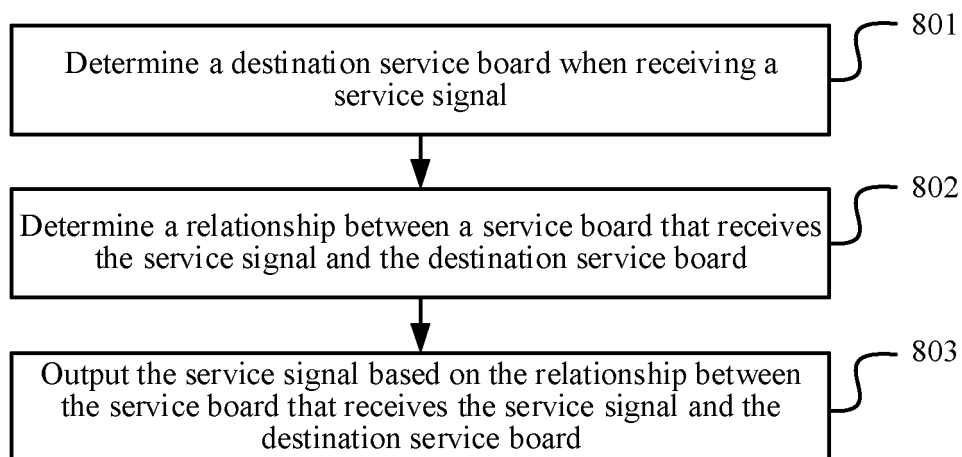 801
Determine a destination service board when receiving a
service signal
802
Determine a relationship between a service board that receives
the service signal and the destination service board
803
Output the service signal based on the relationship between
the service board that receives the service signal and the
destination service board